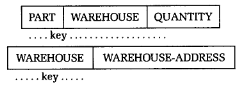 PART WAREHOUSE QUANTITY
....key...................
WAREHOUSE WAREHOUSE-ADDRESS
.....key.....